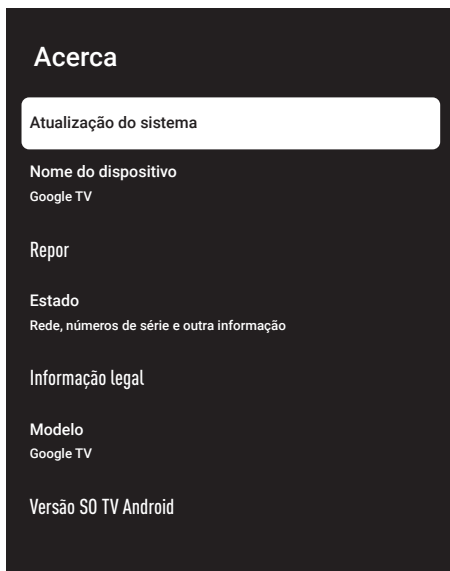 Acerca
Atualização do sistema
Nome do dispositivo
Google TV
Repor
Estado
Rede, números de série e outra informação
Informação legal
Modelo
Google TV
Versão SO TV Android